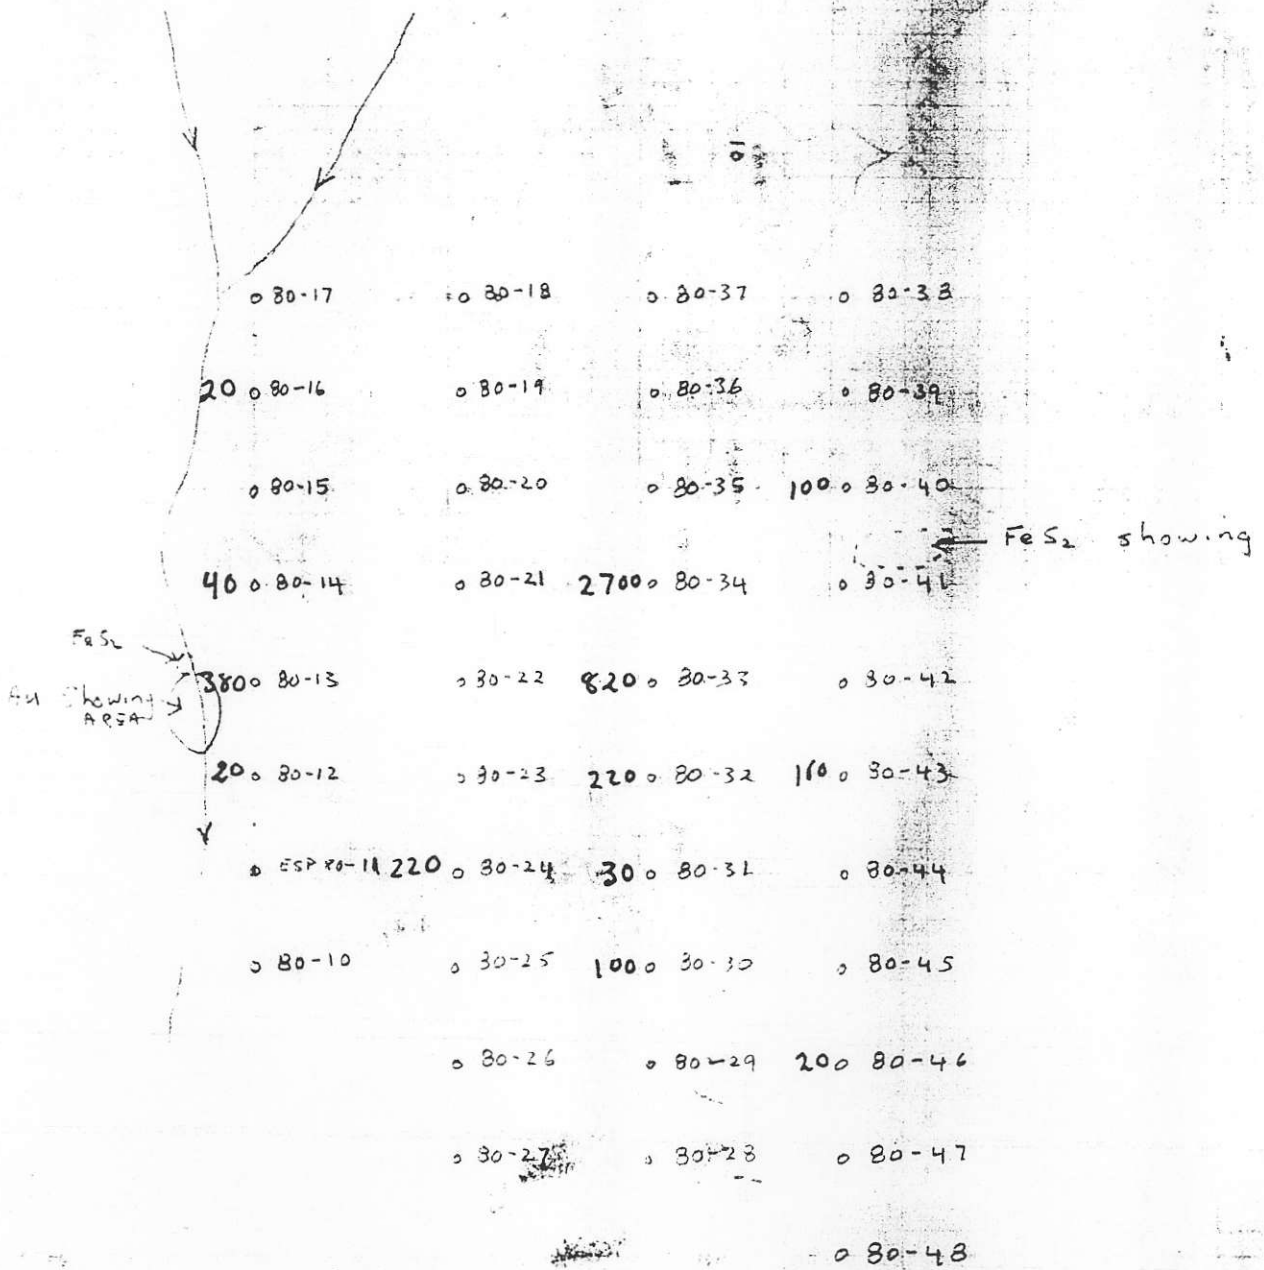 80-17 80-18 80-37 80-38
20 80-16 80-19 80-36 80-39
80-15 80-20 80-35 100 80-40
FeS2 showing
40 80-14 80-21 2700 80-34 80-41
FeS2
380 80-13 80-22 820 80-33 80-42
Showing
AREA
20 80-12 80-23 220 80-32 160 80-43
ESP 80-11 220 80-24 30 80-31 80-44
80-10 80-25 100 80-30 80-45
80-26 80-29 20 80-46
80-27 80-28 80-47
80-48